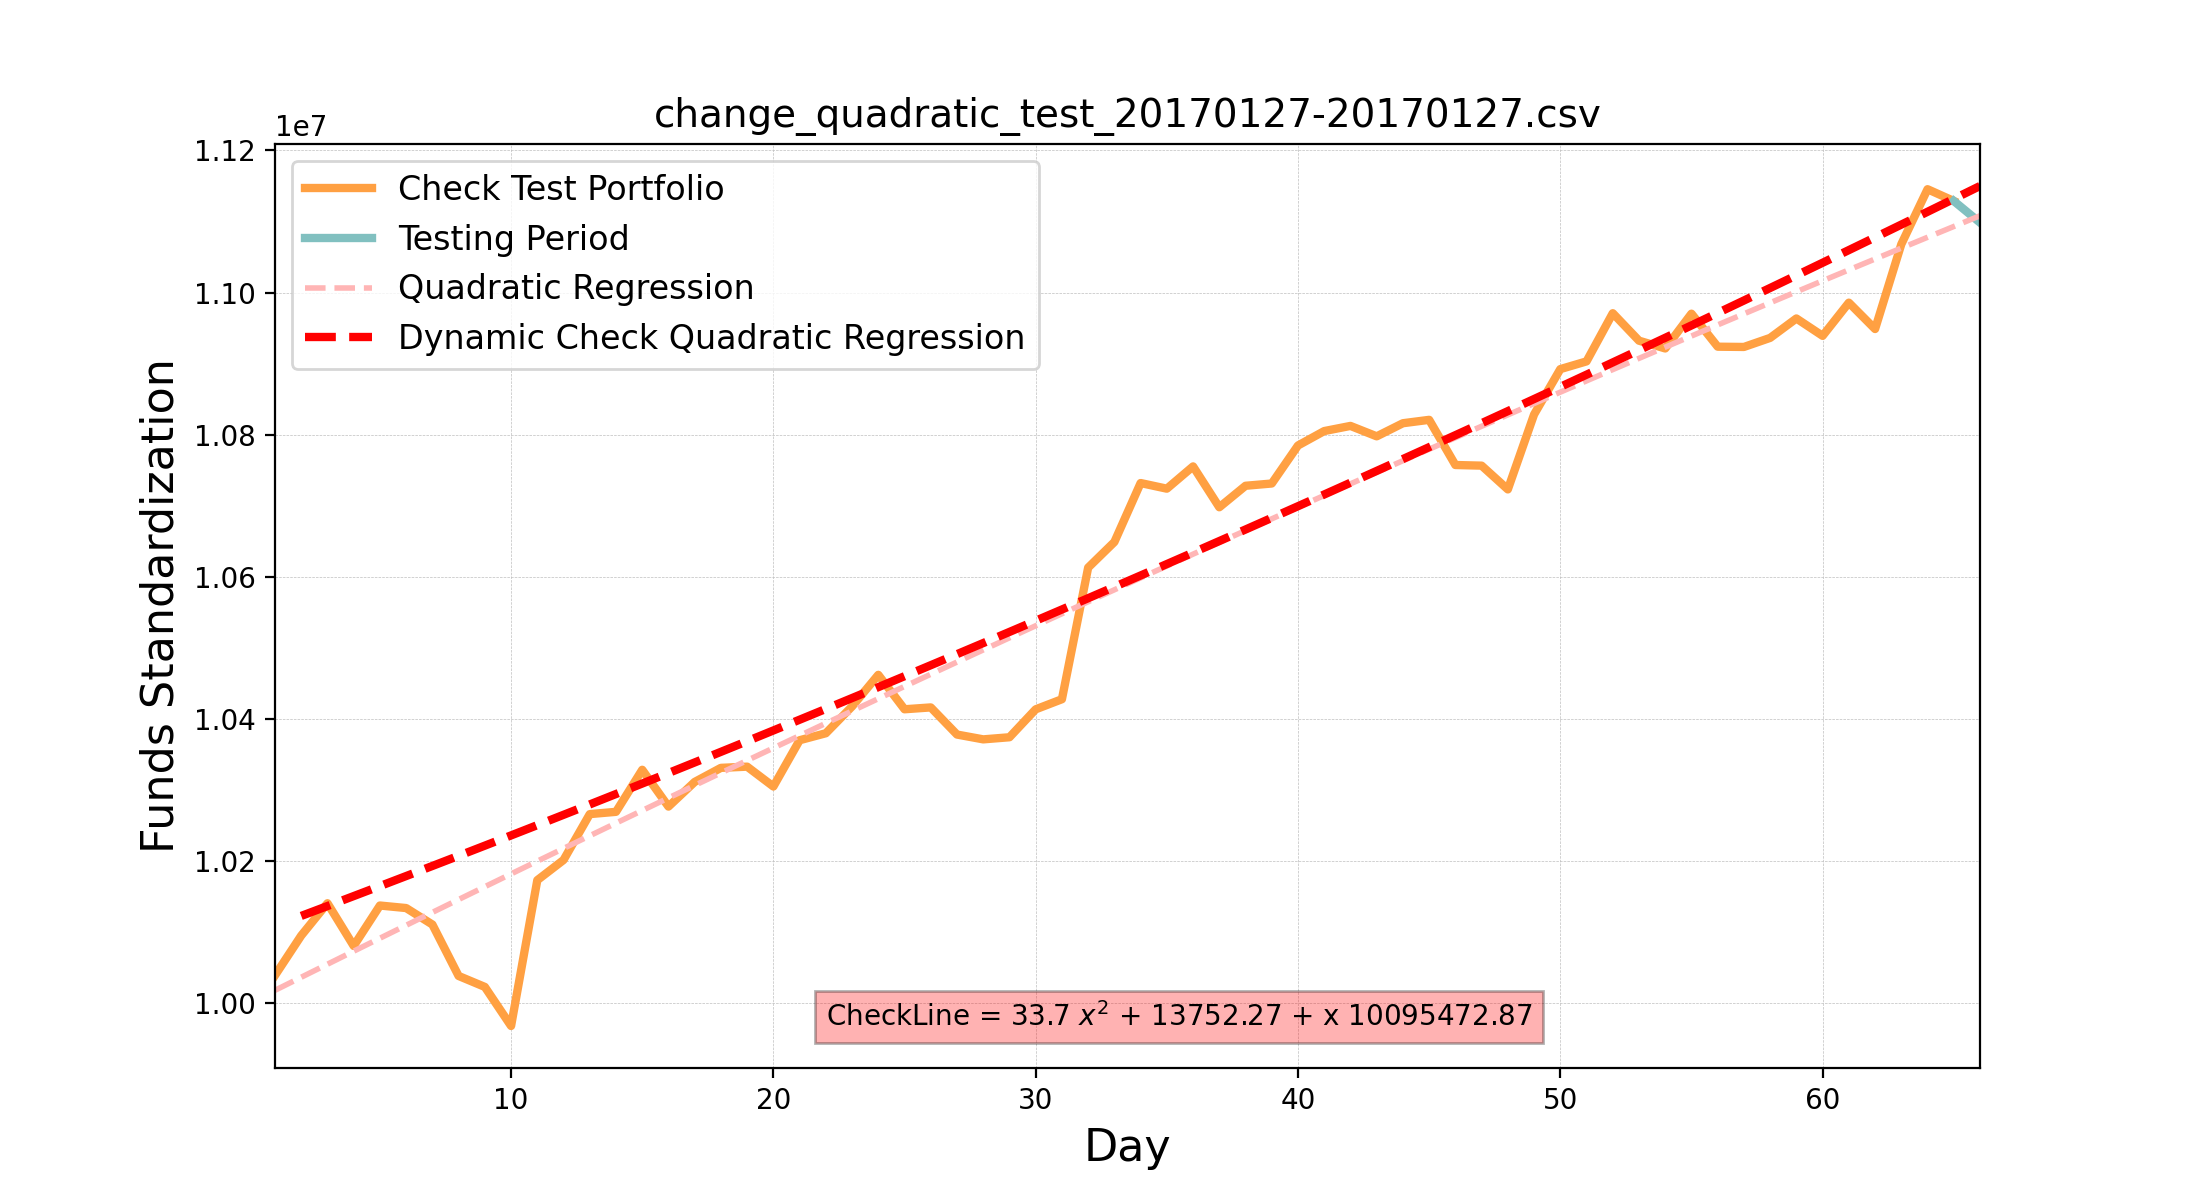 change_quadratic_test_20170127-20170127.csv
1e7
1.12
1.10
1.08
1.06
1.04
1.02
1.00
Funds Standardization
Check Test Portfolio
Testing Period
Quadratic Regression
Dynamic Check Quadratic Regression
CheckLine = 33.7 x² + 13752.27 + x 10095472.87
10 20 30 40 50 60
Day